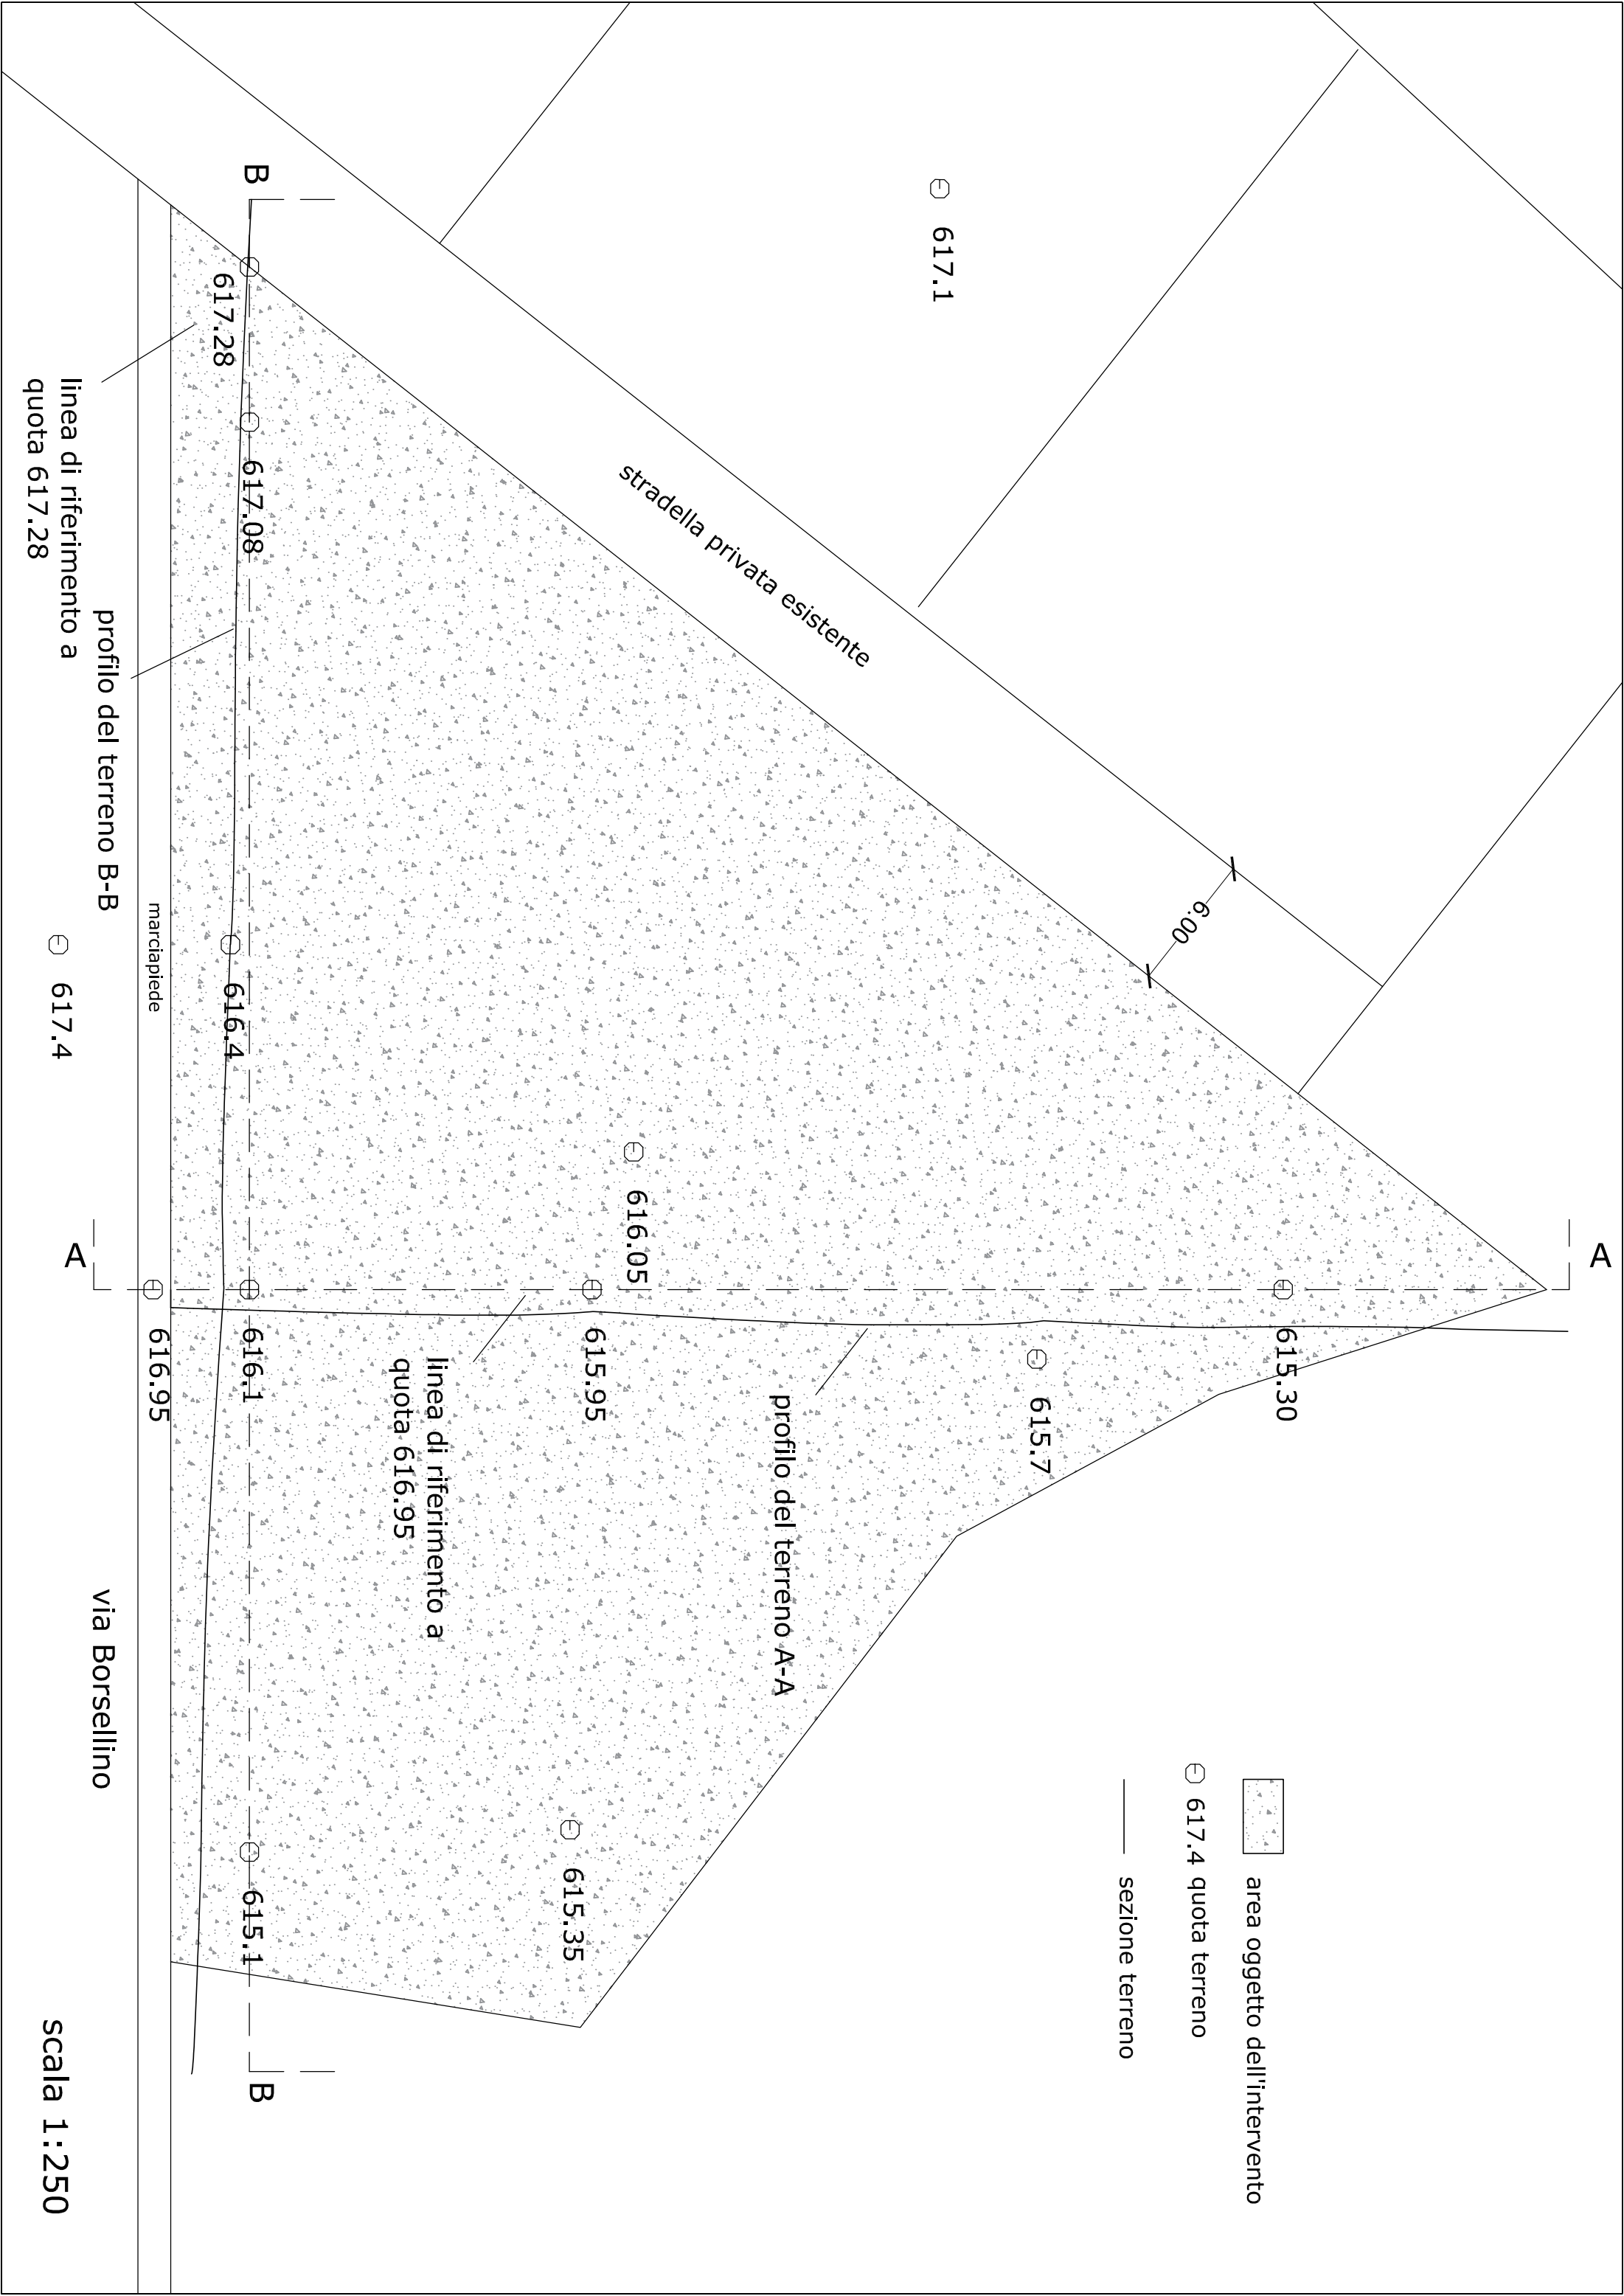 A
A
B
B
617.1
617.28
617.08
616.4
616.1
615.1
616.95
615.95
616.05
615.30
615.7
615.35
617.4
6.00
stradella privata esistente
profilo del terreno A-A
linea di riferimento a
quota 616.95
profilo del terreno B-B
linea di riferimento a
quota 617.28
marciapiede
via Borsellino
area oggetto dell'intervento
617.4 quota terreno
sezione terreno
scala 1:250